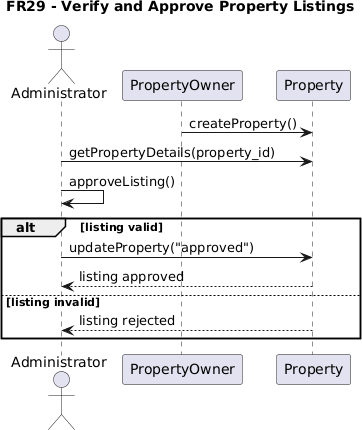 FR29 - Verify and Approve Property Listings
Administrator
PropertyOwner
Property
createProperty()
getPropertyDetails(property_id)
approveListing()
alt
[listing valid]
updateProperty("approved")
listing approved
[listing invalid]
listing rejected
Administrator
PropertyOwner
Property